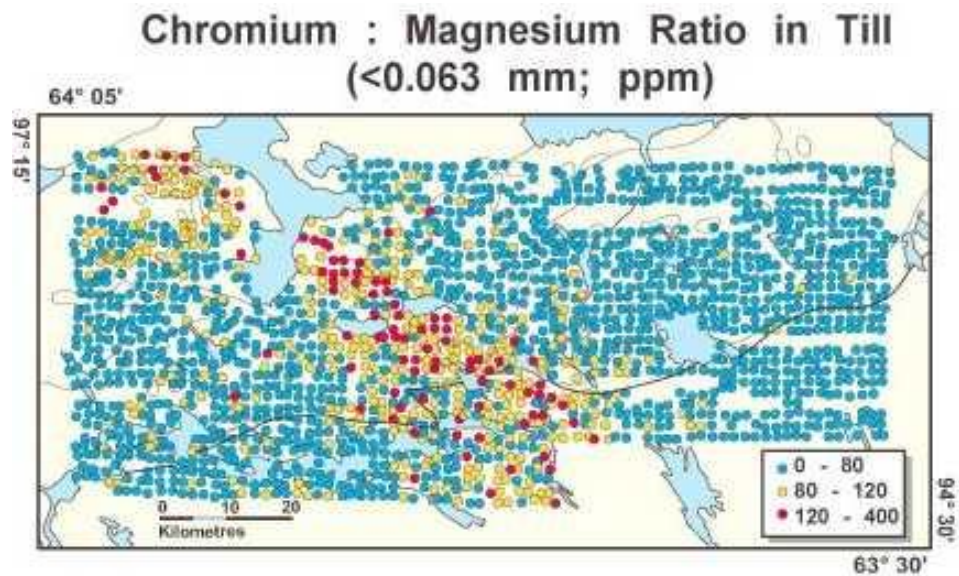 Chromium : Magnesium Ratio in Till
(<0.063 mm; ppm)
64° 05'
97° 15'
0 - 80
80 - 120
120 - 400
0 10 20
Kilometres
94° 30'
63° 30'